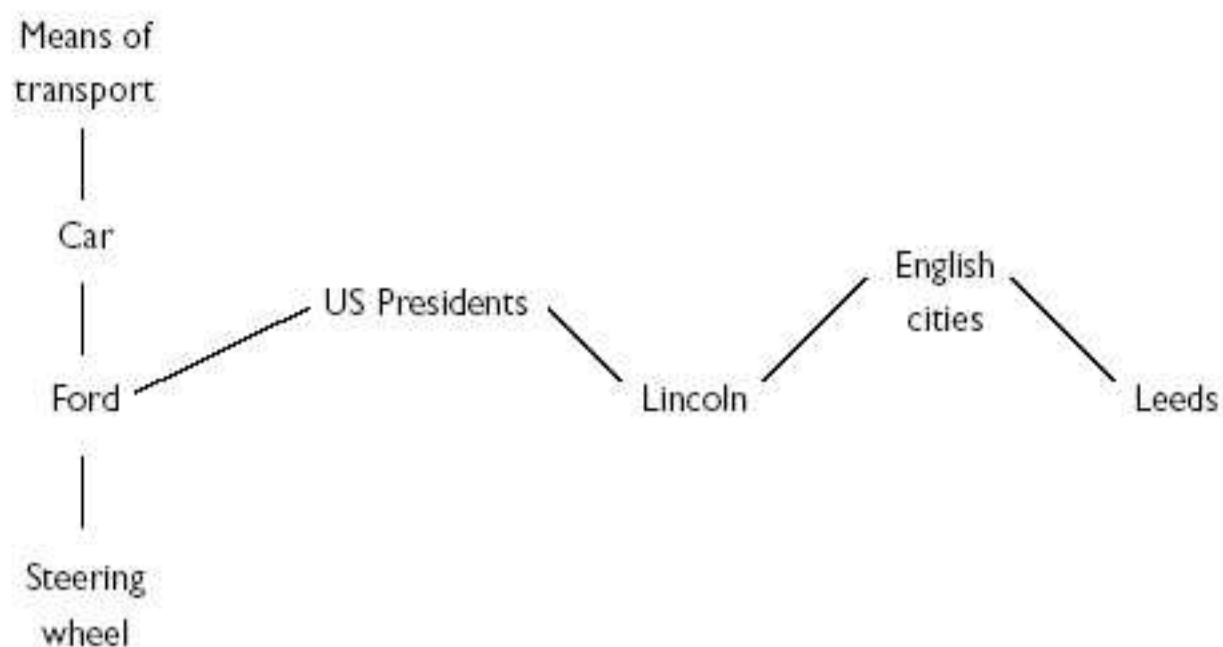 Means of
transport
Car
English
cities
US Presidents
Ford
Lincoln
Leeds
Steering
wheel